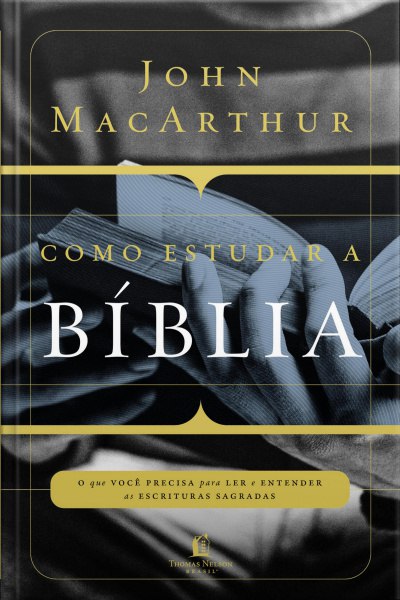 JOHN
MACARTHUR
COMO ESTUDAR A
BÍBLIA
O que VOCÊ PRECISA para LER e ENTENDER
as ESCRITURAS SAGRADAS
THOMAS NELSON
BRASIL®